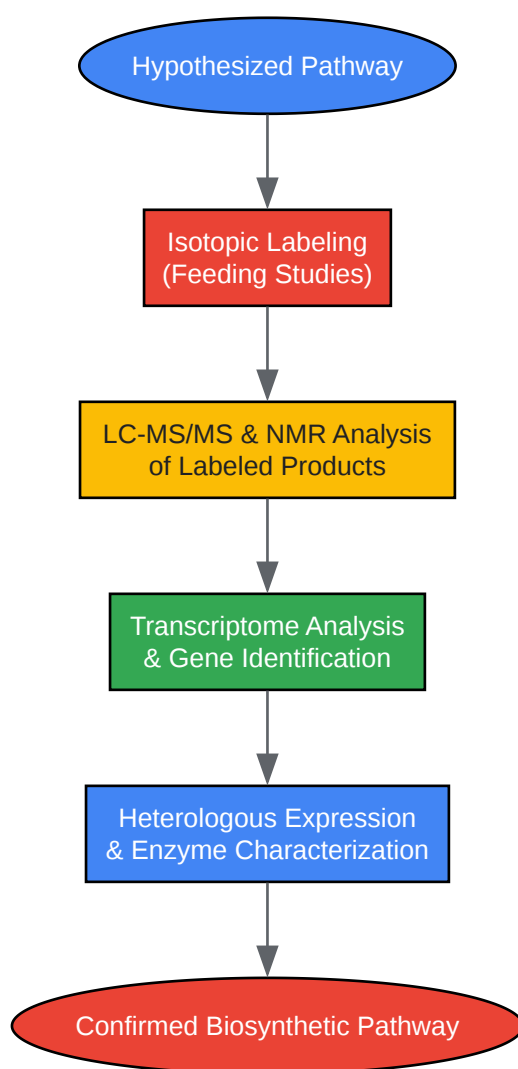 Hypothesized Pathway
Isotopic Labeling
(Feeding Studies)
LC-MS/MS & NMR Analysis
of Labeled Products
Transcriptome Analysis
& Gene Identification
Heterologous Expression
& Enzyme Characterization
Confirmed Biosynthetic Pathway